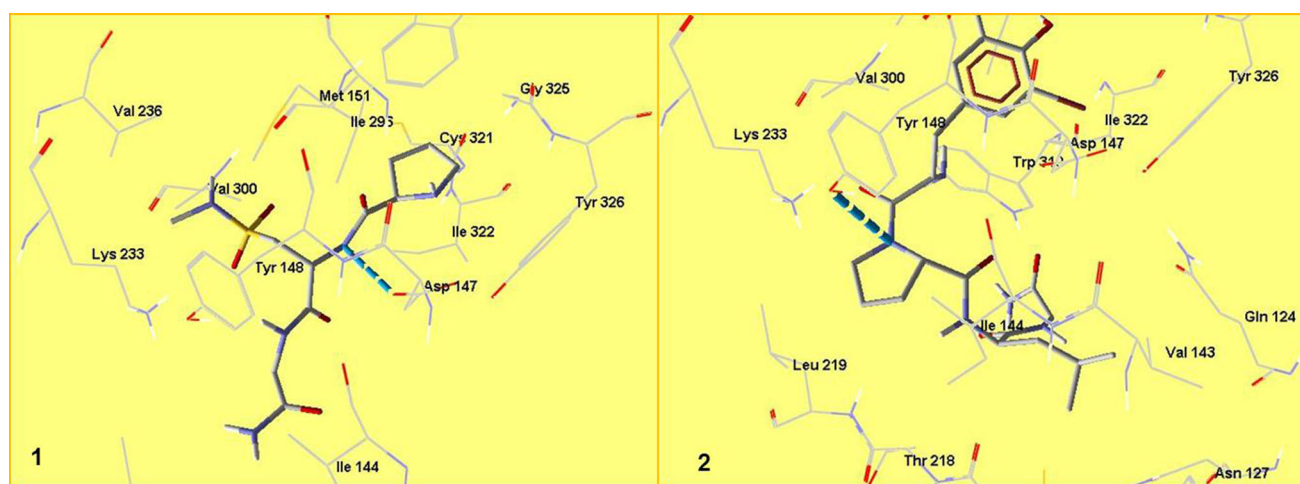 Val 236
Met 151
Ile 296
Gly 325
Cys 321
Val 300
Tyr 326
Lys 233
Tyr 148
Ile 322
Asp 147
1
Ile 144
Val 300
Tyr 326
Lys 233
Tyr 148
Ile 322
Asp 147
Ile 144
Gln 124
Val 143
Leu 219
2
Thr 218
Asn 127